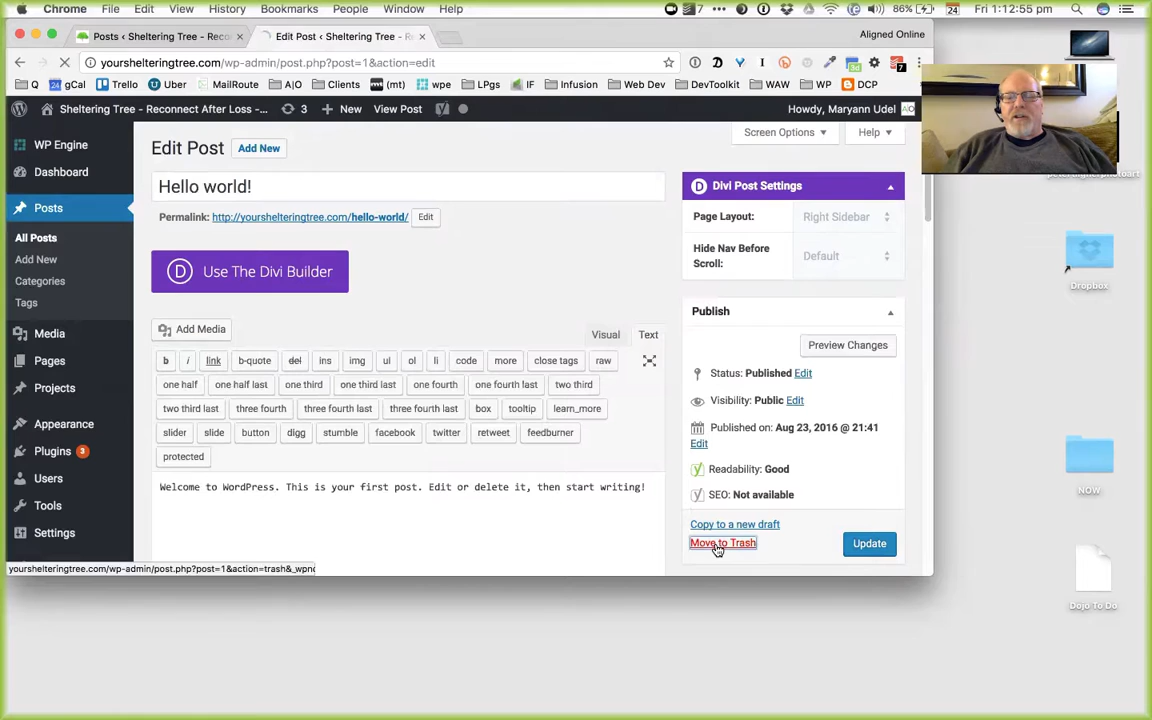 Chrome File Edit View History Bookmarks People Window Help 7 86% 24 Fri 1:12:55 pm
Posts ‹ Sheltering Tree - Reco × Edit Post ‹ Sheltering Tree - R × Aligned Online
yourshelteringtree.com/wp-admin/post.php?post=1&action=edit
Q gCal Trello Uber MailRoute A|O Clients (mt) wpe LPgs IF Infusion Web Dev DevToolkit WAW WP DCP
Sheltering Tree - Reconnect After Loss -... 3 New View Post Howdy, Maryann Udel
WP Engine
Dashboard
Posts
All Posts
Add New
Categories
Tags
Media
Pages
Projects
Appearance
Plugins 3
Users
Tools
Settings
Screen Options Help
Edit Post Add New
Hello world!
Permalink: http://yourshelteringtree.com/hello-world/ Edit
D Use The Divi Builder
Add Media Visual Text
b i link b-quote del ins img ul ol li code more close tags raw
one half one half last one third one third last one fourth one fourth last two third
two third last three fourth three fourth last three fourth last box tooltip learn_more
slider slide button digg stumble facebook twitter retweet feedburner
protected
Welcome to WordPress. This is your first post. Edit or delete it, then start writing!
D Divi Post Settings
Page Layout: Right Sidebar
Hide Nav Before Scroll: Default
Publish
Preview Changes
Status: Published Edit
Visibility: Public Edit
Published on: Aug 23, 2016 @ 21:41
Edit
Readability: Good
SEO: Not available
Copy to a new draft
Move to Trash Update
yourshelteringtree.com/wp-admin/post.php?post=1&action=trash&_wpno
Dropbox
NOW
Dojo To Do